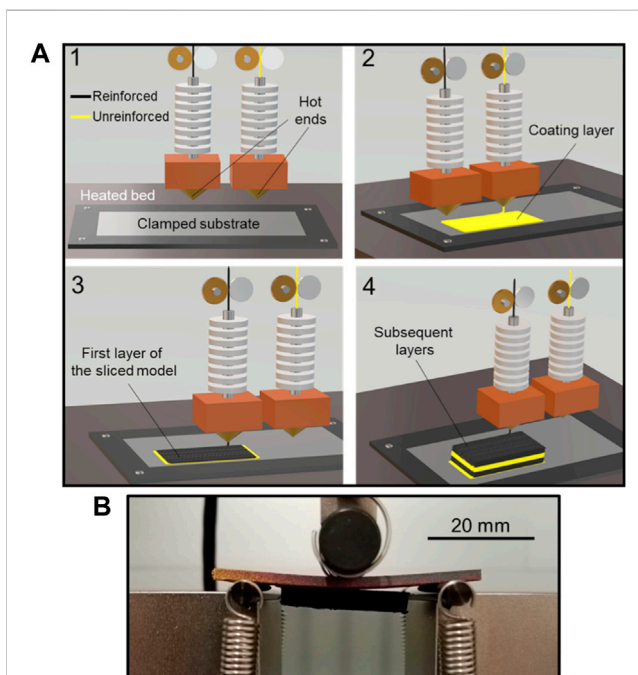 A
1
Reinforced
Unreinforced
Hot
ends
Heated bed
Clamped substrate
2
Coating layer
3
First layer of
the sliced model
4
Subsequent
layers
B
20 mm